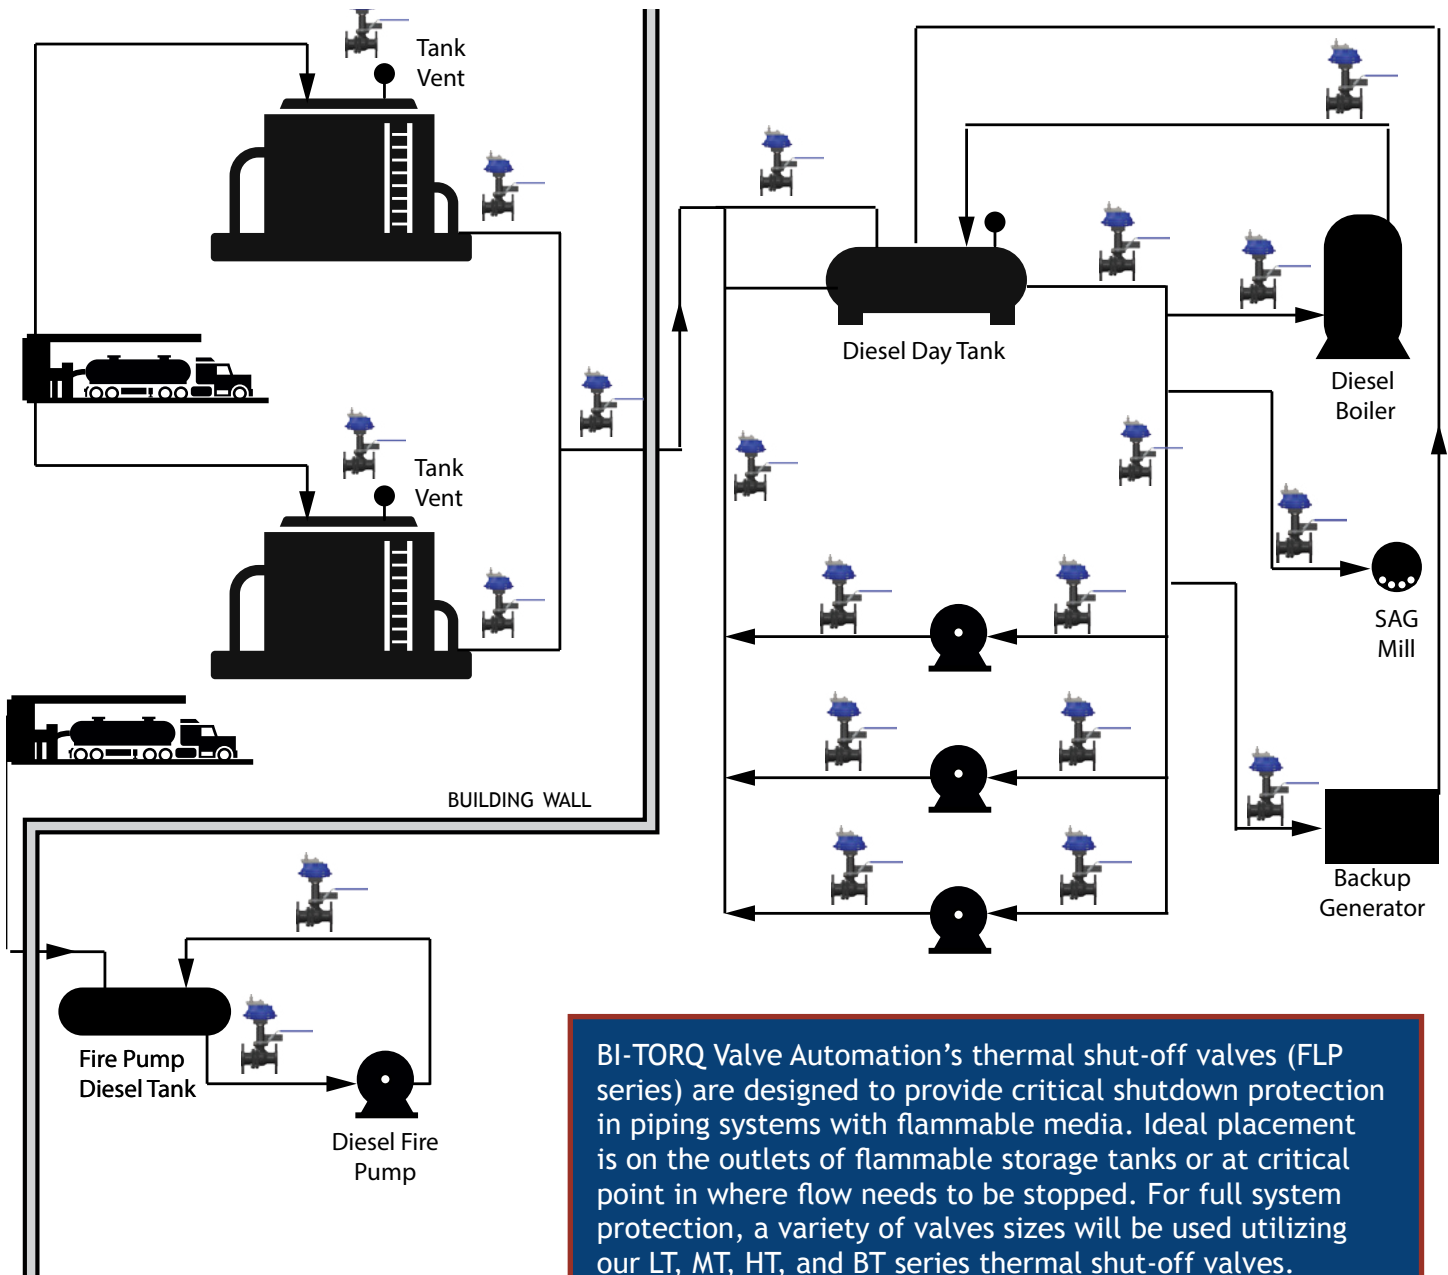 Tank
Vent
Diesel Day Tank
Diesel
Boiler
Tank
Vent
SAG
Mill
BUILDING WALL
Backup
Generator
Fire Pump
Diesel Tank
Diesel Fire
Pump
BI-TORQ Valve Automation’s thermal shut-off valves (FLP
series) are designed to provide critical shutdown protection
in piping systems with flammable media. Ideal placement
is on the outlets of flammable storage tanks or at critical
point in where flow needs to be stopped. For full system
protection, a variety of valves sizes will be used utilizing
our LT, MT, HT, and BT series thermal shut-off valves.